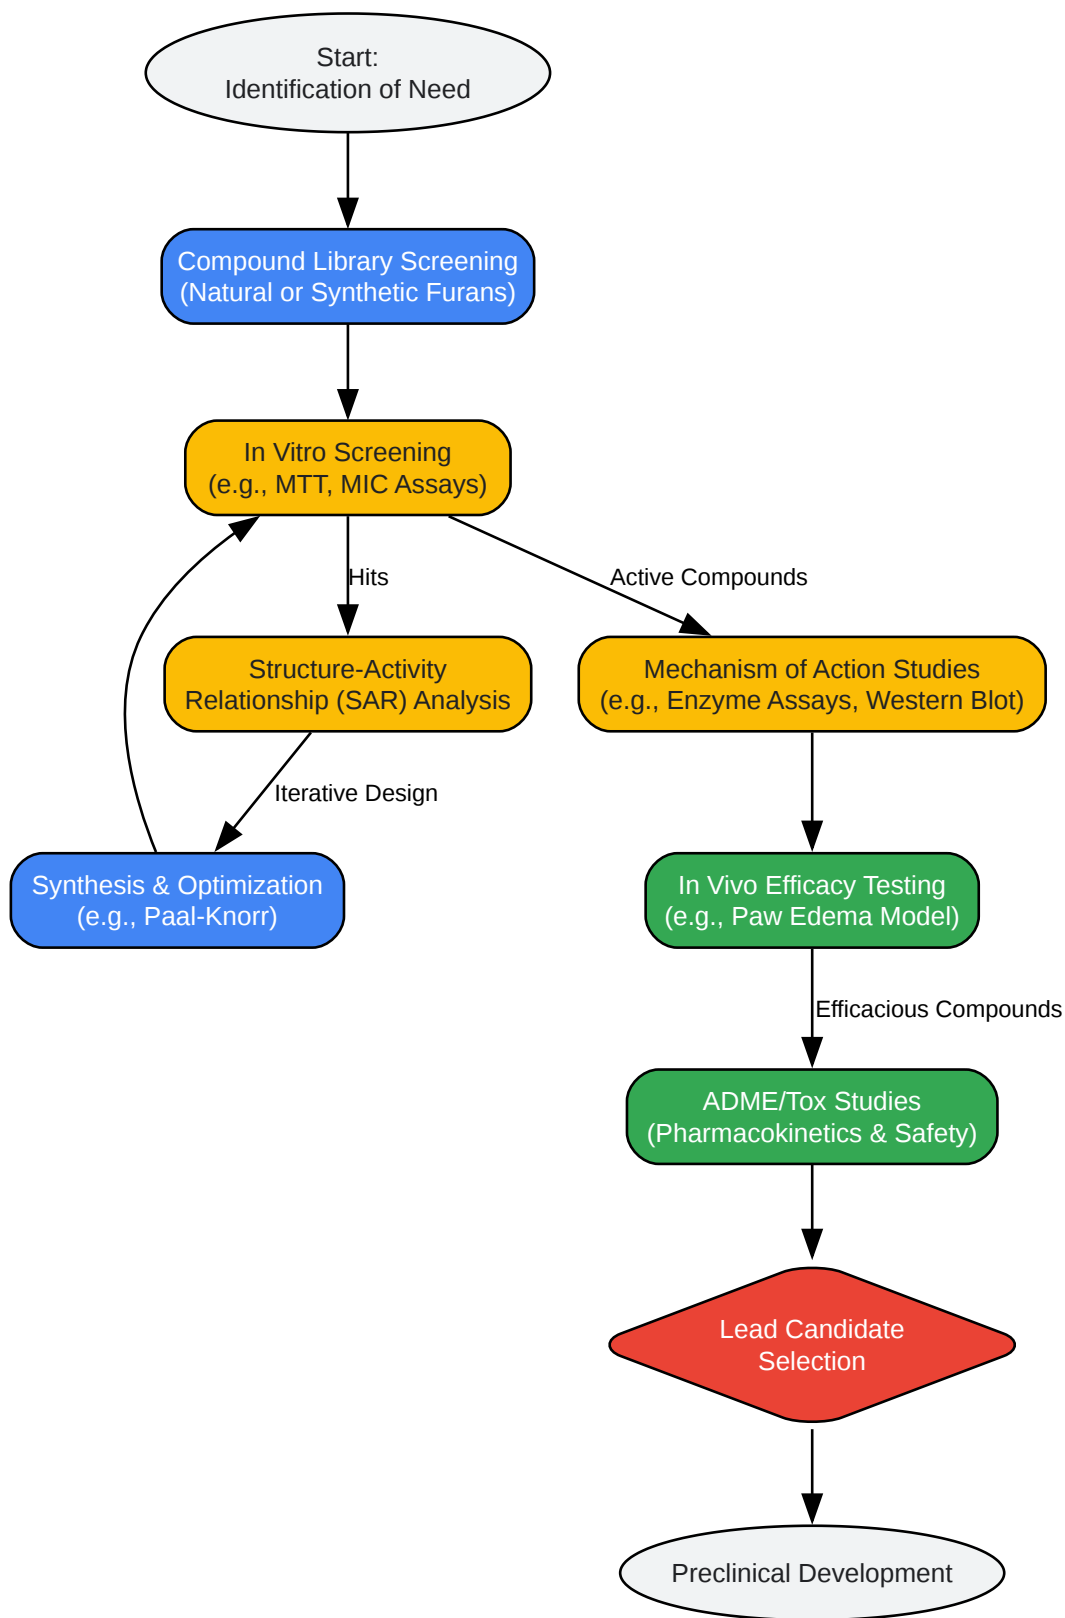 Start:
Identification of Need
Compound Library Screening
(Natural or Synthetic Furans)
In Vitro Screening
(e.g., MTT, MIC Assays)
Hits
Active Compounds
Structure-Activity
Relationship (SAR) Analysis
Mechanism of Action Studies
(e.g., Enzyme Assays, Western Blot)
Iterative Design
Synthesis & Optimization
(e.g., Paal-Knorr)
In Vivo Efficacy Testing
(e.g., Paw Edema Model)
Efficacious Compounds
ADME/Tox Studies
(Pharmacokinetics & Safety)
Lead Candidate
Selection
Preclinical Development